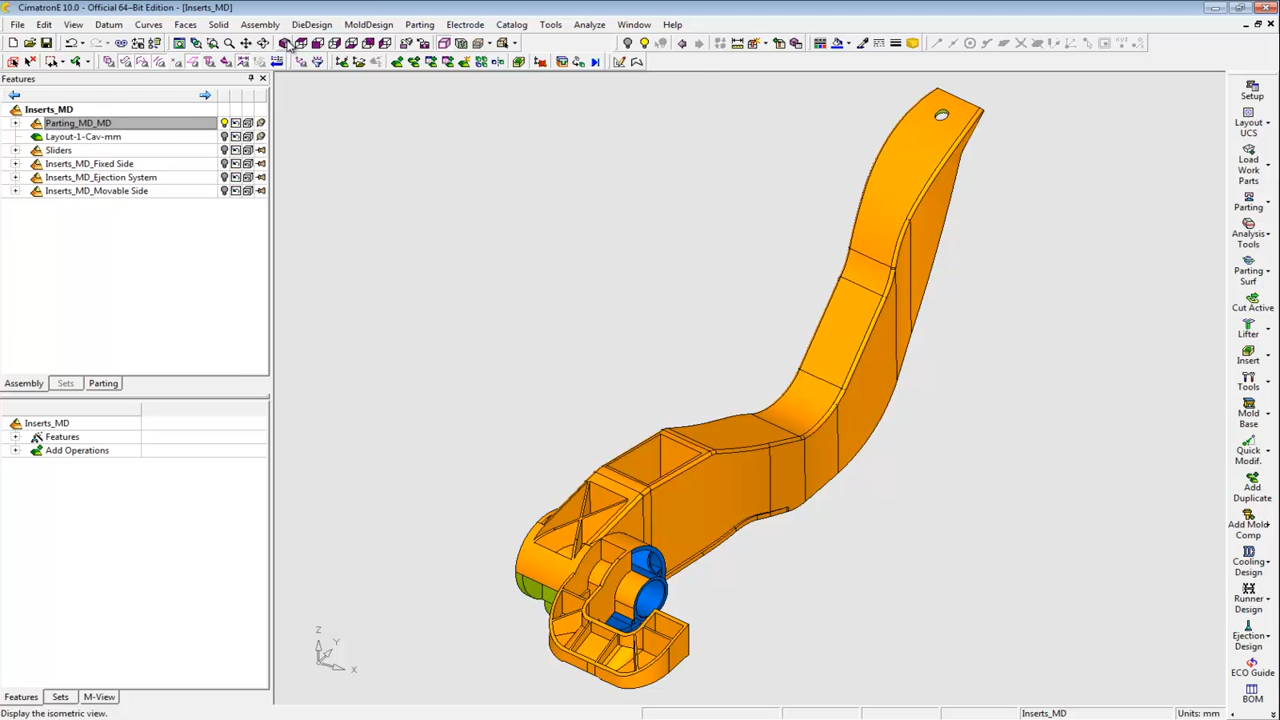 CimatronE 10.0 - Official 64-Bit Edition - [Inserts_MD]
File Edit View Datum Curves Faces Solid Assembly DieDesign MoldDesign Parting Electrode Catalog Tools Analyze Window Help
Features
Inserts_MD
Parting_MD_MD
Layout-1-Cav-mm
Sliders
Inserts_MD_Fixed Side
Inserts_MD_Ejection System
Inserts_MD_Movable Side
Assembly Sets Parting
Inserts_MD
Features
Add Operations
Features Sets M-View
Z
Y
X
Setup
Layout
UCS
Load
Work
Parts
Parting
Analysis
Tools
Parting
Surf
Cut Active
Lifter
Insert
Tools
Mold
Base
Quick
Modif.
Add
Duplicate
Add Mold
Comp
Cooling
Design
Runner
Design
Ejection
Design
ECO Guide
BOM
Display the isometric view. Inserts_MD Units: mm